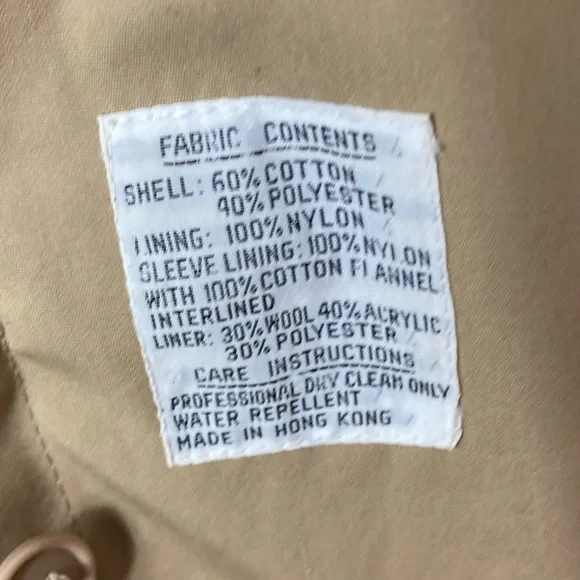 FABRIC CONTENTS
SHELL: 60% COTTON
40% POLYESTER
LINING: 100% NYLON
SLEEVE LINING: 100% NYLON
WITH 100% COTTON FLANNEL
INTERLINED
LINER: 30% WOOL 40% ACRYLIC
30% POLYESTER
CARE INSTRUCTIONS
PROFESSIONAL DRY CLEAN ONLY
WATER REPELLENT
MADE IN HONG KONG